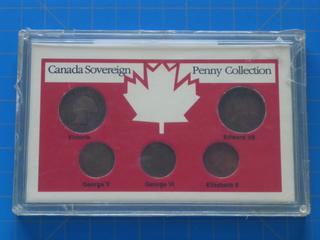 Canada Sovereign Penny Collection
Victoria Edward VII
George V George VI Elizabeth II